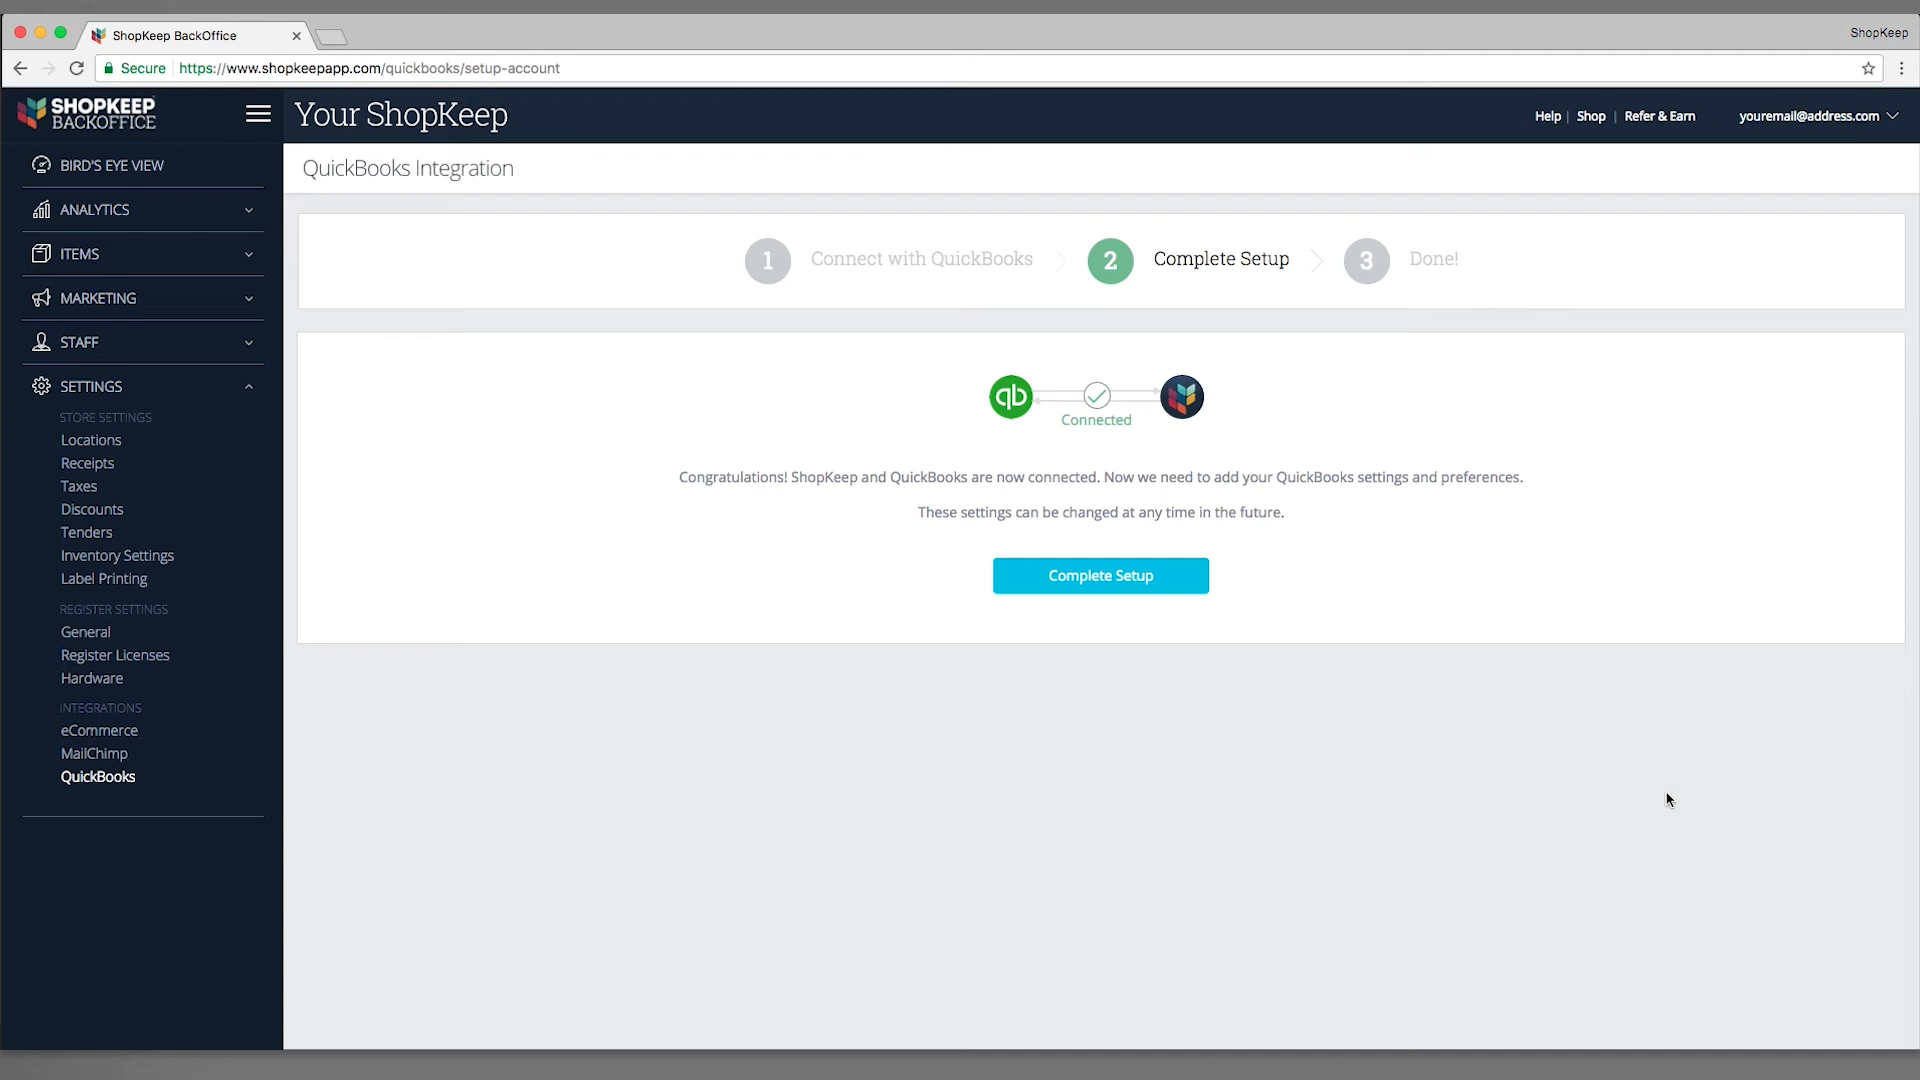 ShopKeep BackOffice
ShopKeep
Secure https://www.shopkeepapp.com/quickbooks/setup-account
SHOPKEEP
BACKOFFICE
Your ShopKeep
Help | Shop | Refer & Earn youremail@address.com
BIRD'S EYE VIEW
ANALYTICS
ITEMS
MARKETING
STAFF
SETTINGS
STORE SETTINGS
Locations
Receipts
Taxes
Discounts
Tenders
Inventory Settings
Label Printing
REGISTER SETTINGS
General
Register Licenses
Hardware
INTEGRATIONS
eCommerce
MailChimp
QuickBooks
QuickBooks Integration
1 Connect with QuickBooks 2 Complete Setup 3 Done!
qb
Connected
Congratulations! ShopKeep and QuickBooks are now connected. Now we need to add your QuickBooks settings and preferences.
These settings can be changed at any time in the future.
Complete Setup